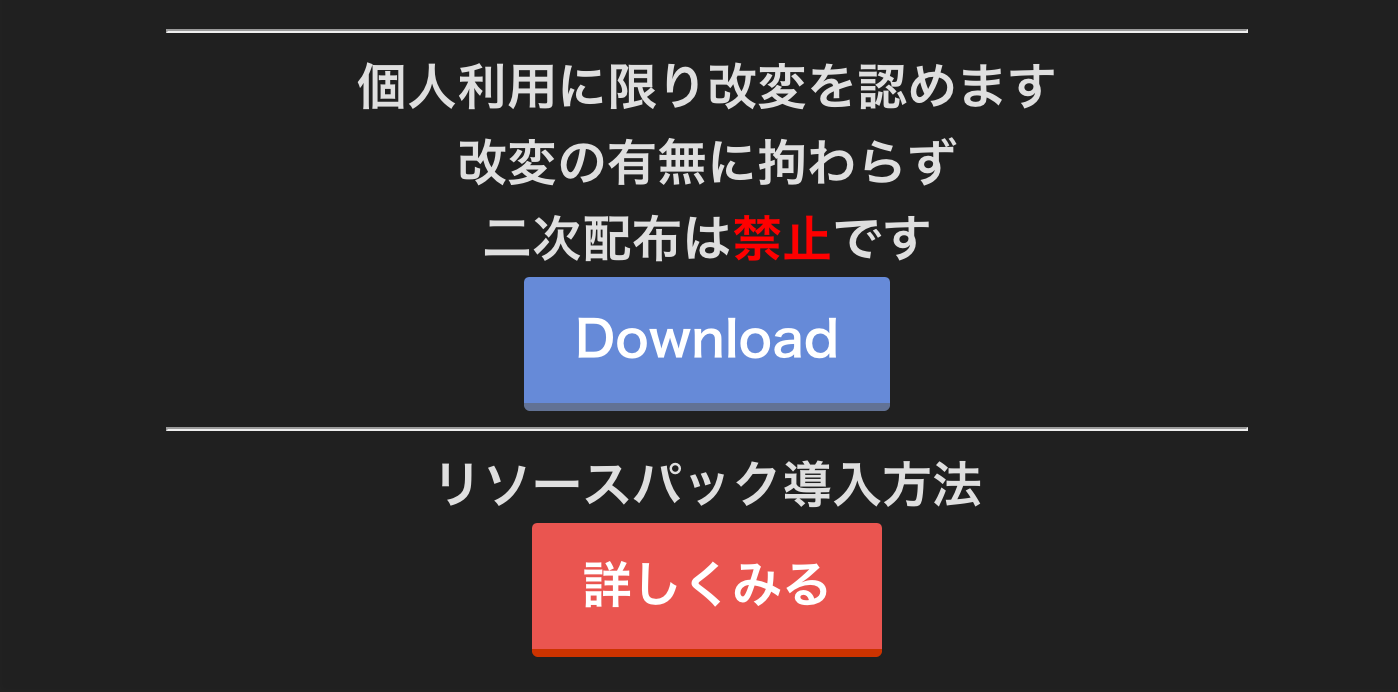 個人利用に限り改変を認めます
改変の有無に拘わらず
二次配布は禁止です
Download
リソースパック導入方法
詳しくみる